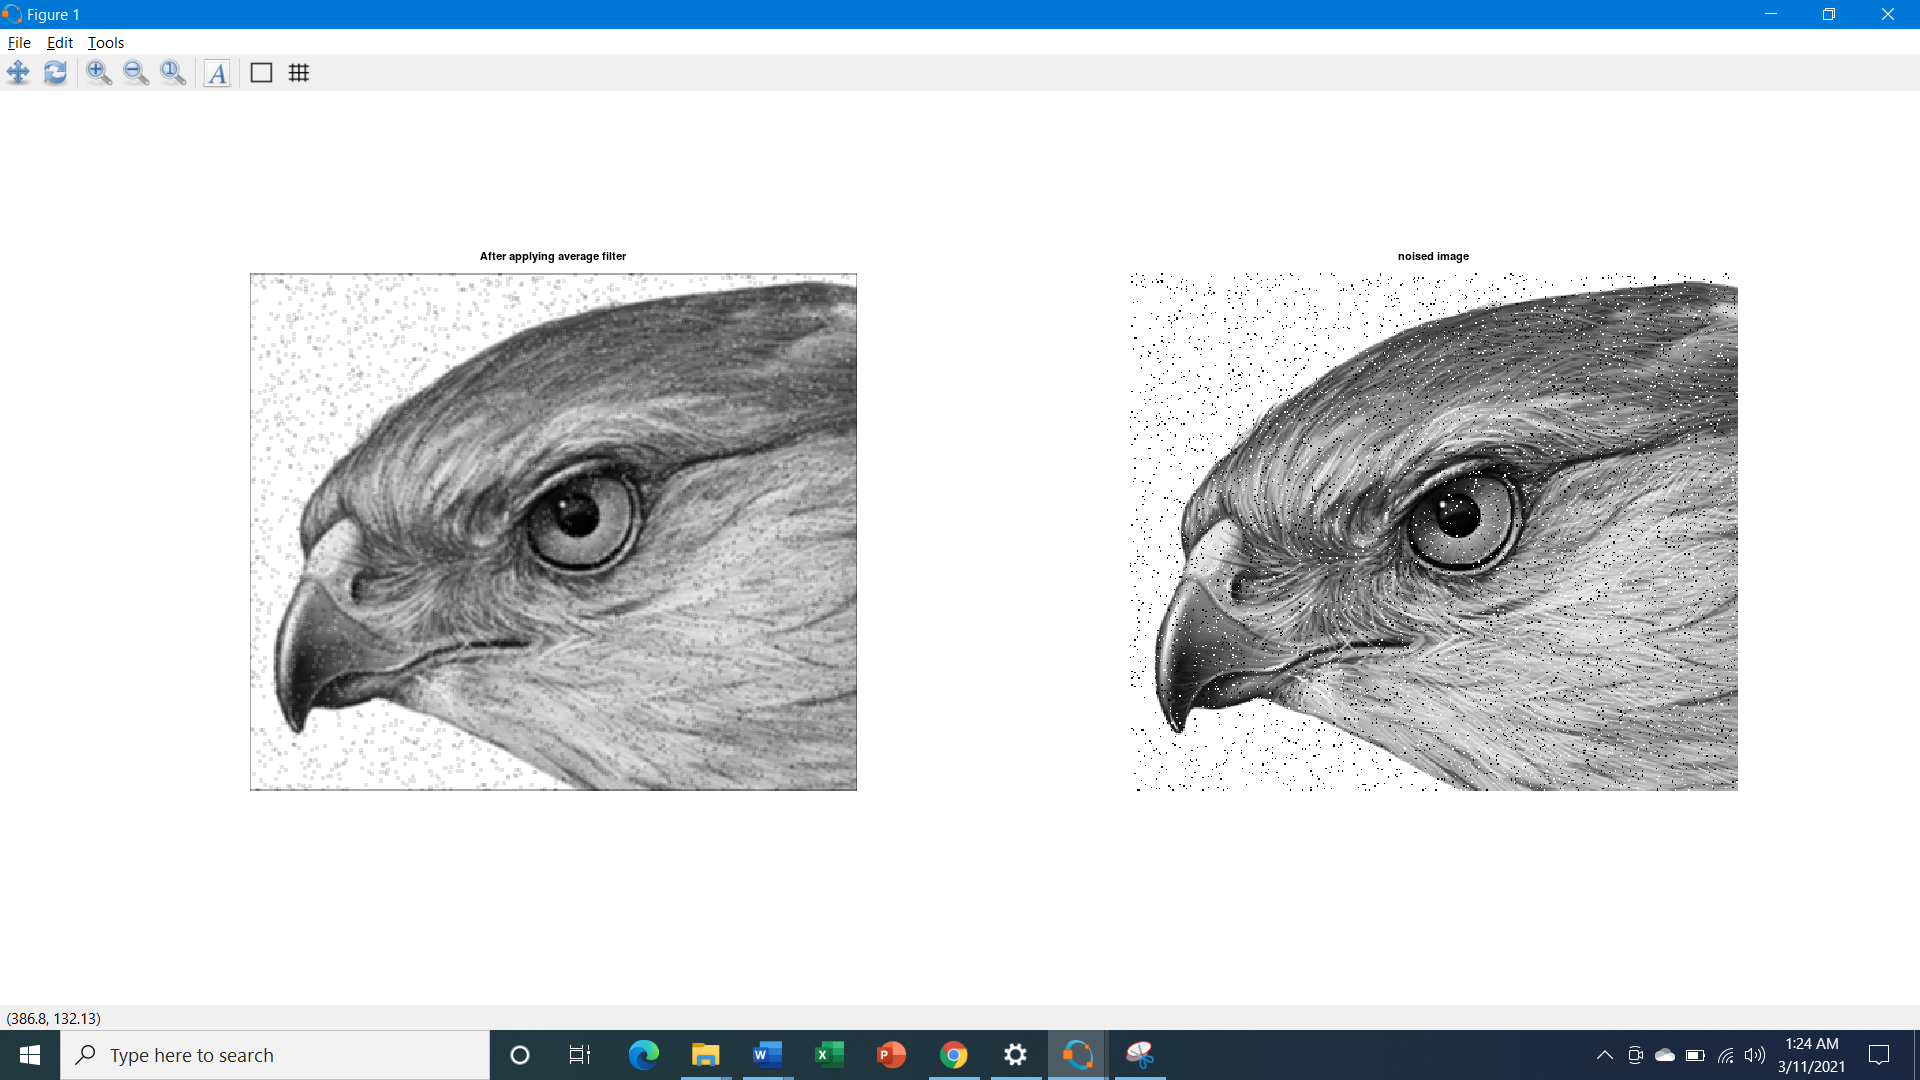 Figure 1
File Edit Tools
1 A
After applying average filter
noised image
(386.8, 132.13)
Type here to search
W X P
1:24 AM
3/11/2021